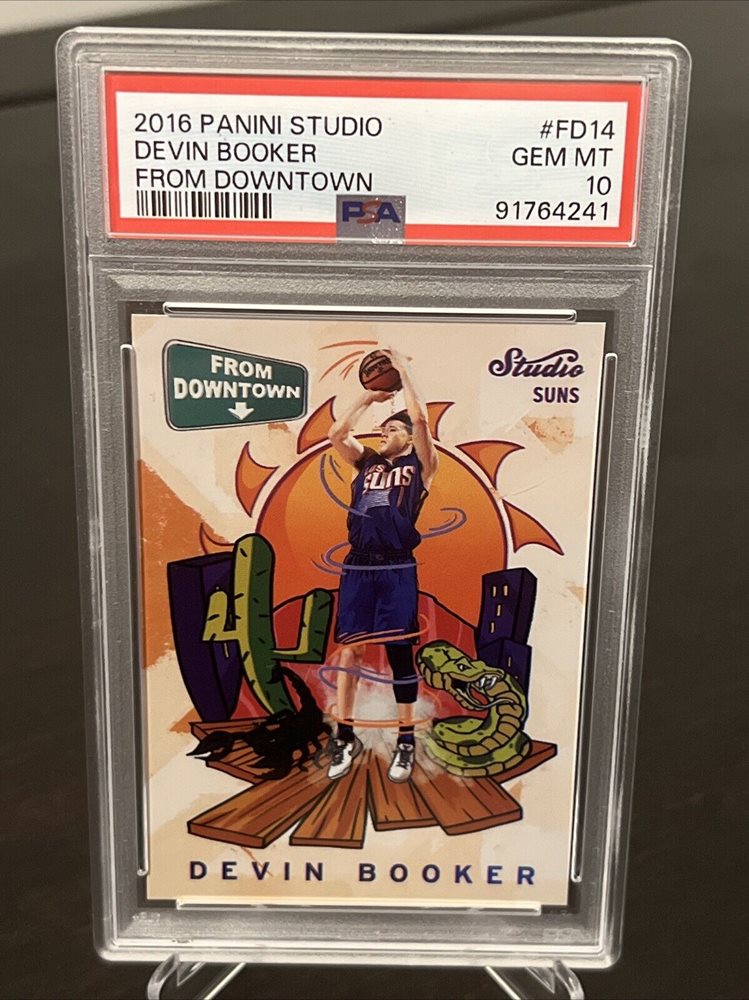 2016 PANINI STUDIO #FD14
DEVIN BOOKER GEM MT
FROM DOWNTOWN 10
PSA 91764241
FROM
DOWNTOWN
Studio
SUNS
SUNS
DEVIN BOOKER